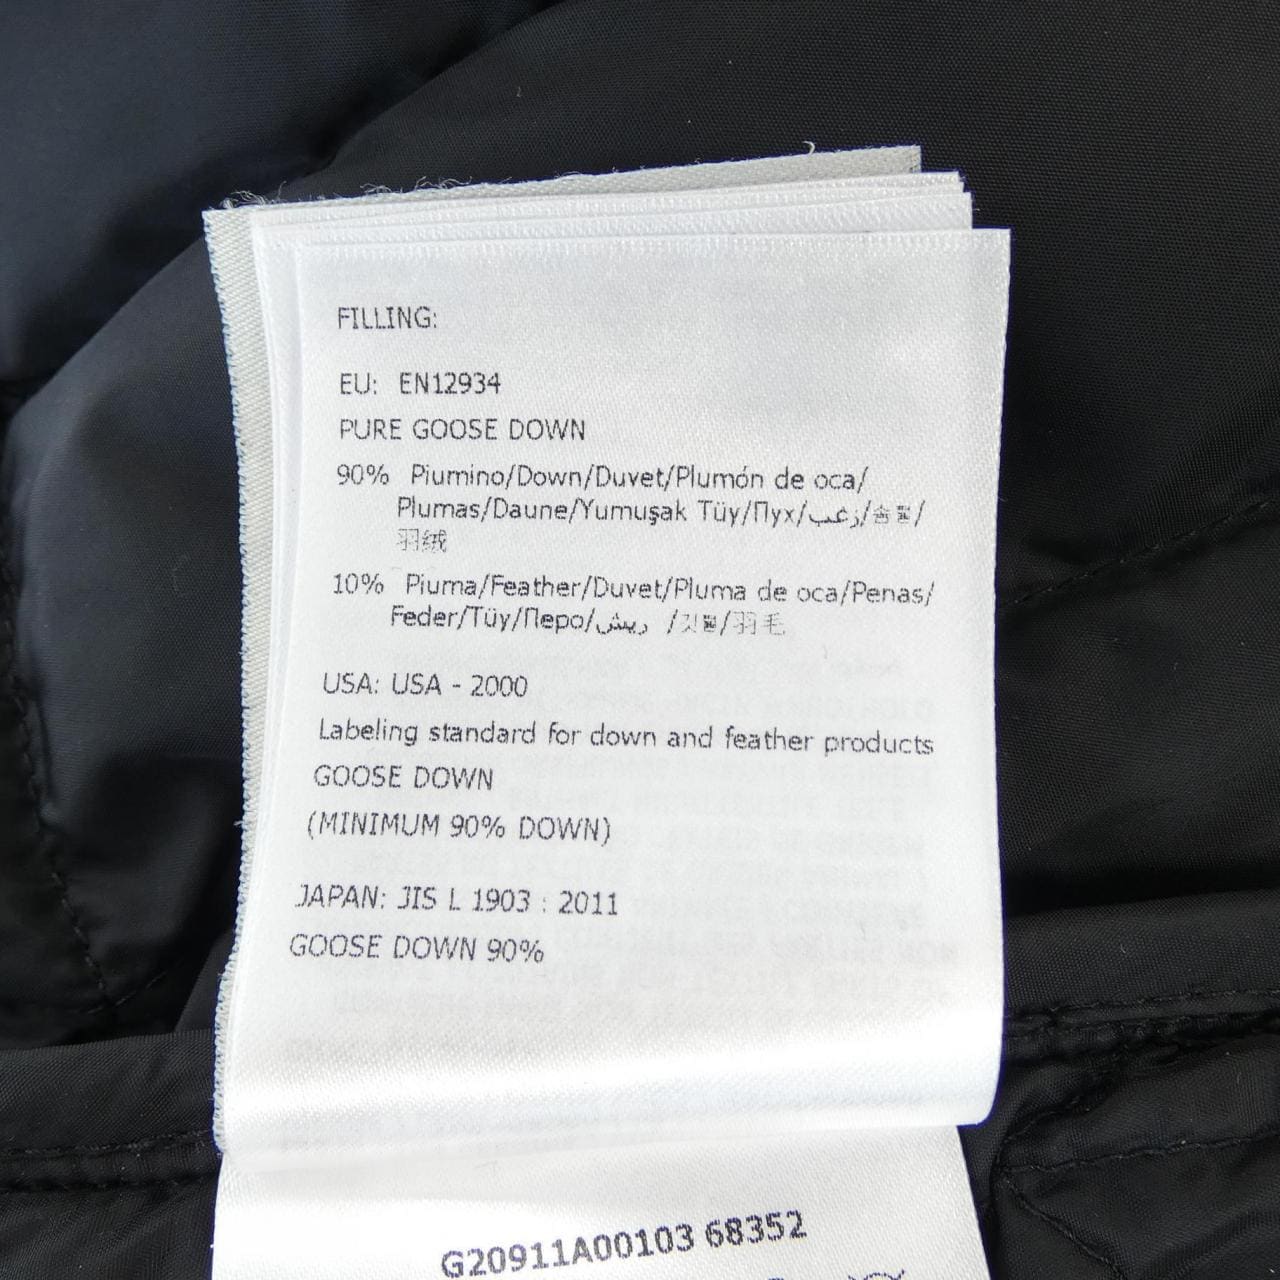 FILLING:
EU: EN12934
PURE GOOSE DOWN
90% Piumino/Down/Duvet/Plumón de oca/
Plumas/Daune/Yumuşak Tüy/Пух/زغب/솜털/
羽绒
10% Piuma/Feather/Duvet/Pluma de oca/Penas/
Feder/Tüy/Перо/ريش /깃털/羽毛
USA: USA - 2000
Labeling standard for down and feather products
GOOSE DOWN
(MINIMUM 90% DOWN)
JAPAN: JIS L 1903 : 2011
GOOSE DOWN 90%
G20911A00103 68352